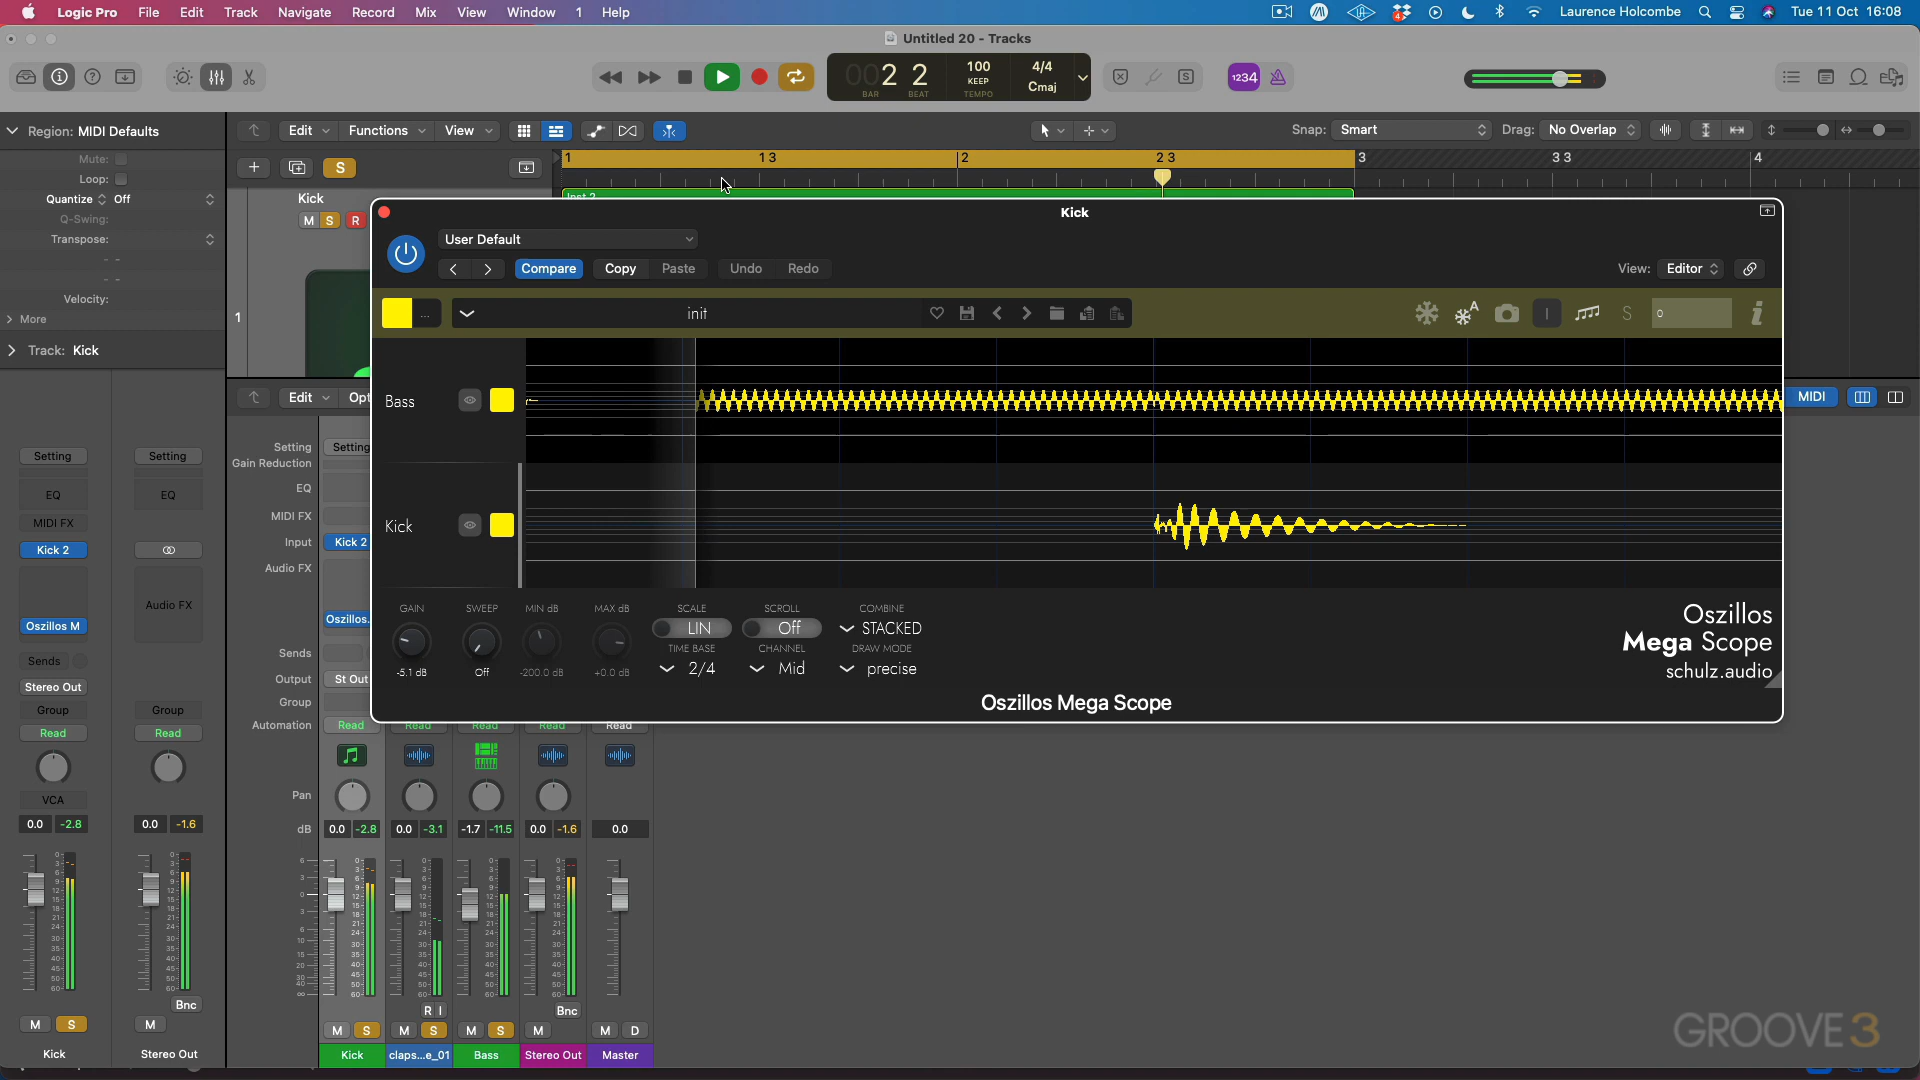 Logic Pro File Edit Track Navigate Record Mix View Window 1 Help
4 Laurence Holcombe Tue 11 Oct 16:08
Untitled 20 - Tracks
002 2
BAR BEAT
100
KEEP
TEMPO
4/4
Cmaj
S
1234
Region: MIDI Defaults
Edit Functions View
Snap: Smart
Drag: No Overlap
Mute:
Loop:
Quantize Off
Q-Swing:
Transpose:
Velocity:
More
Track: Kick
S
1 1 3 2 2 3 3 3 3 4
Inst 2
Kick
M S R
1
Kick
User Default
Compare Copy Paste Undo Redo
View: Editor
... init
A I S 0 i
Bass
Kick
GAIN SWEEP MIN dB MAX dB SCALE SCROLL COMBINE
LIN Off STACKED
TIME BASE CHANNEL DRAW MODE
2/4 Mid precise
-5.1 dB Off -200.0 dB +0.0 dB
Oszillos
Mega Scope
schulz.audio
Oszillos Mega Scope
Edit Opt
MIDI
Setting Setting
Setting Setting
Gain Reduction
EQ EQ EQ
MIDI FX MIDI FX
Kick 2 Input Kick 2
Audio FX
Audio FX
Oszillos M Oszillos.
Sends Sends
Stereo Out Output St Out
Group Group Group
Read Read Automation Read Read Read Read Read
Pan
VCA
0.0 -2.8 0.0 -1.6 dB 0.0 -2.8 0.0 -3.1 -1.7 -11.5 0.0 -1.6 0.0
Bnc R I Bnc
M S M M S M S M S M M D
Kick Stereo Out Kick claps...e_01 Bass Stereo Out Master
GROOVE3